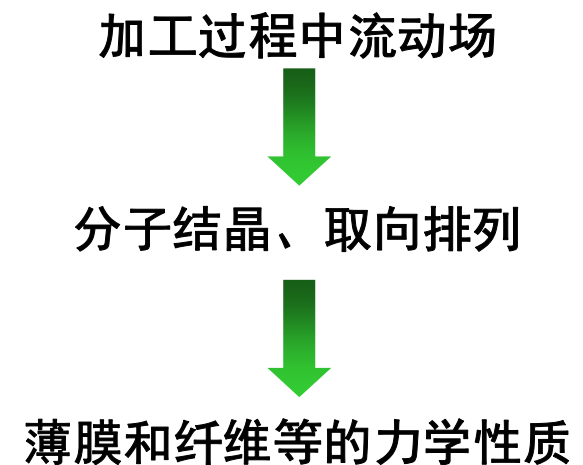 加工过程中流动场
分子结晶、取向排列
薄膜和纤维等的力学性质